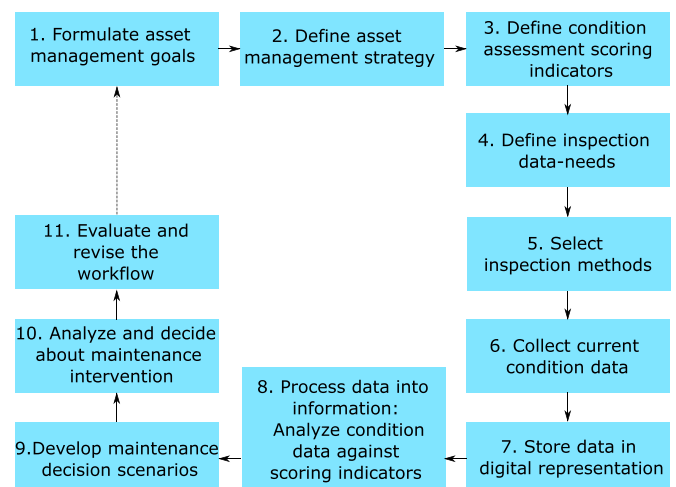 1. Formulate asset
management goals
2. Define asset
management strategy
3. Define condition
assessment scoring
indicators
4. Define inspection
data-needs
5. Select
inspection methods
6. Collect current
condition data
7. Store data in
digital representation
8. Process data into
information:
Analyze condition
data against
scoring indicators
9.Develop maintenance
decision scenarios
10. Analyze and decide
about maintenance
intervention
11. Evaluate and
revise the
workflow